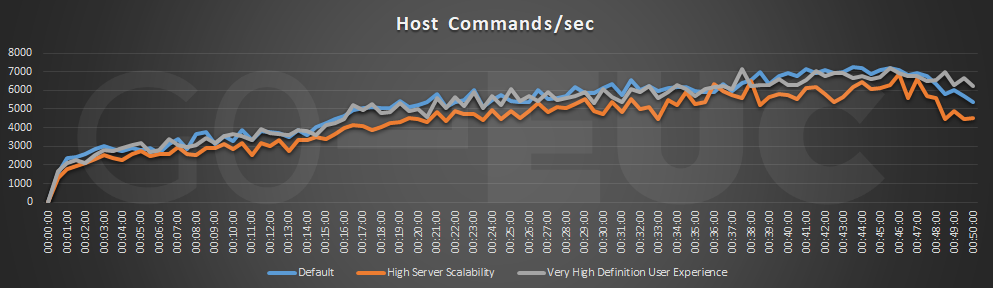 Host Commands/sec
8000
7000
6000
5000
4000
3000
2000
1000
0
GO EUC
00:00:00 00:01:00 00:02:00 00:03:00 00:04:00 00:05:00 00:06:00 00:07:00 00:08:00 00:09:00 00:10:00 00:11:00 00:12:00 00:13:00 00:14:00 00:15:00 00:16:00 00:17:00 00:18:00 00:19:00 00:20:00 00:21:00 00:22:00 00:23:00 00:24:00 00:25:00 00:26:00 00:27:00 00:28:00 00:29:00 00:30:00 00:31:00 00:32:00 00:33:00 00:34:00 00:35:00 00:36:00 00:37:00 00:38:00 00:39:00 00:40:00 00:41:00 00:42:00 00:43:00 00:44:00 00:45:00 00:46:00 00:47:00 00:48:00 00:49:00 00:50:00
Default High Server Scalability Very High Definition User Experience